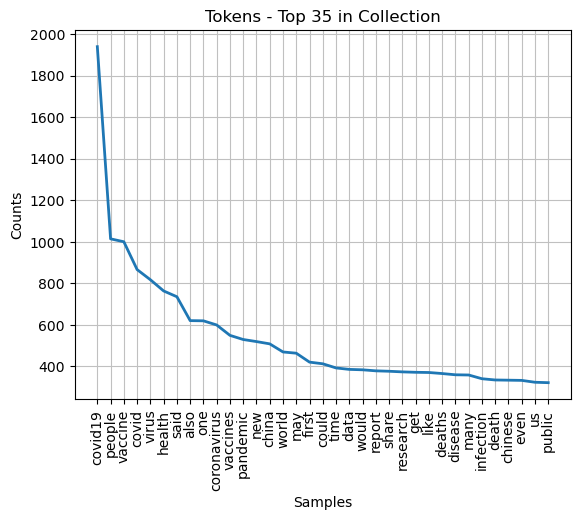 Tokens - Top 35 in Collection
2000
1800
1600
1400
1200
1000
800
600
400
Counts
covid19
people
vaccine
covid
virus
health
said
also
one
coronavirus
vaccines
pandemic
new
china
world
may
first
could
time
data
would
report
share
research
get
like
deaths
disease
many
infection
death
chinese
even
us
public
Samples